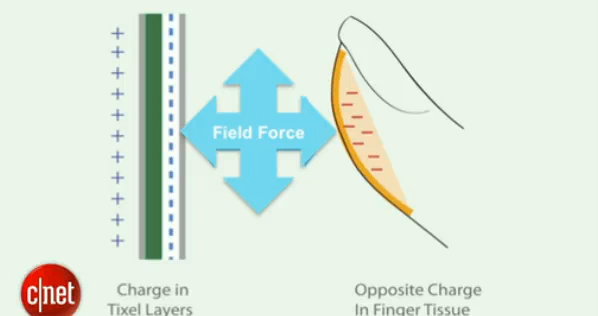 Field Force
c|net
Charge in
Tixel Layers
Opposite Charge
In Finger Tissue